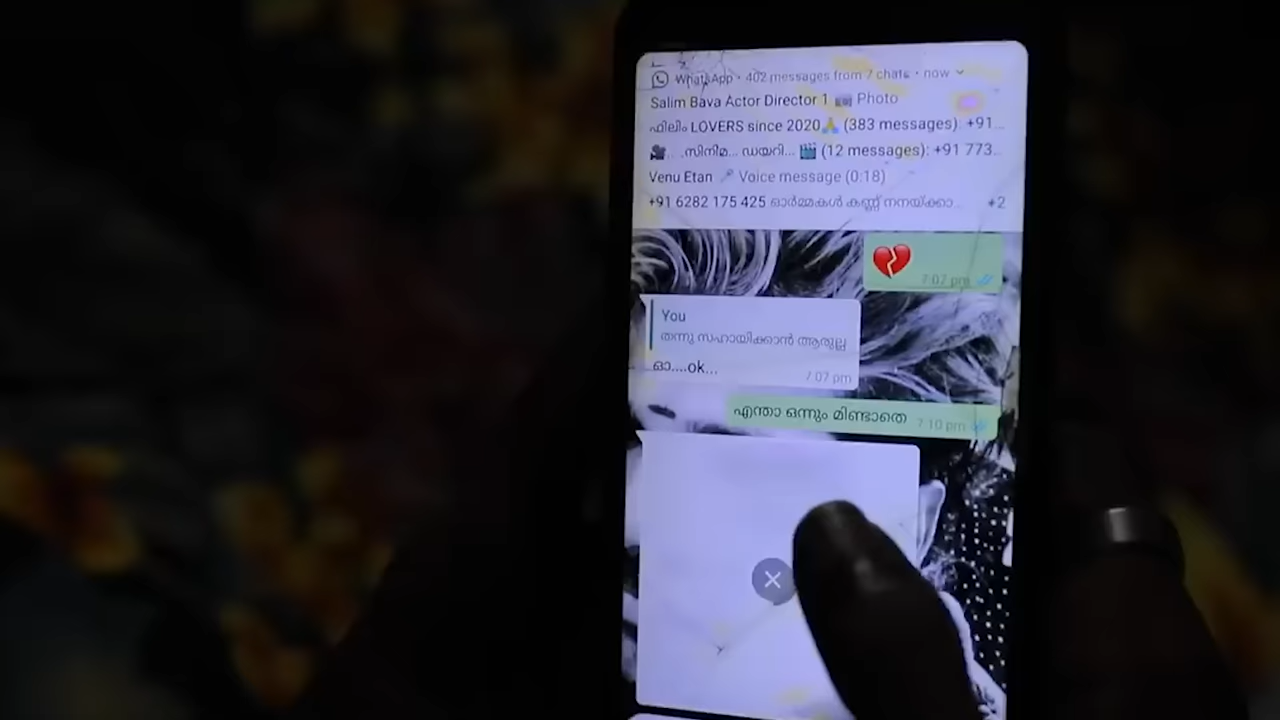 WhatsApp • 402 messages from 7 chats • now
Salim Bava Actor Director 1 📷 Photo
ഫിലിം LOVERS since 2020🙏 (383 messages): +91...
🎥. .സിനിമ... ഡയറി... 🎬 (12 messages): +91 773...
Venu Etan 🎤 Voice message (0:18)
+91 6282 175 425 ഓർമ്മകൾ കണ്ണ് നനയ്ക്കാ... +2
💔 7:07 pm
You
തന്നു സഹായിക്കാൻ ആരുല്ല
ഓ....ok...
7:07 pm
എന്താ ഒന്നും മിണ്ടാതെ 7:10 pm